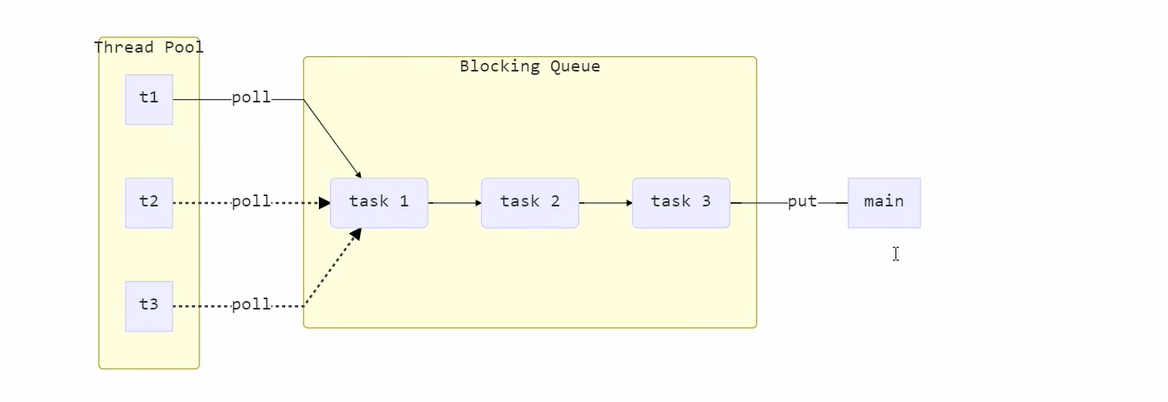 Thread Pool
Blocking Queue
t1
poll
t2
poll
task 1
task 2
task 3
put
main
t3
poll